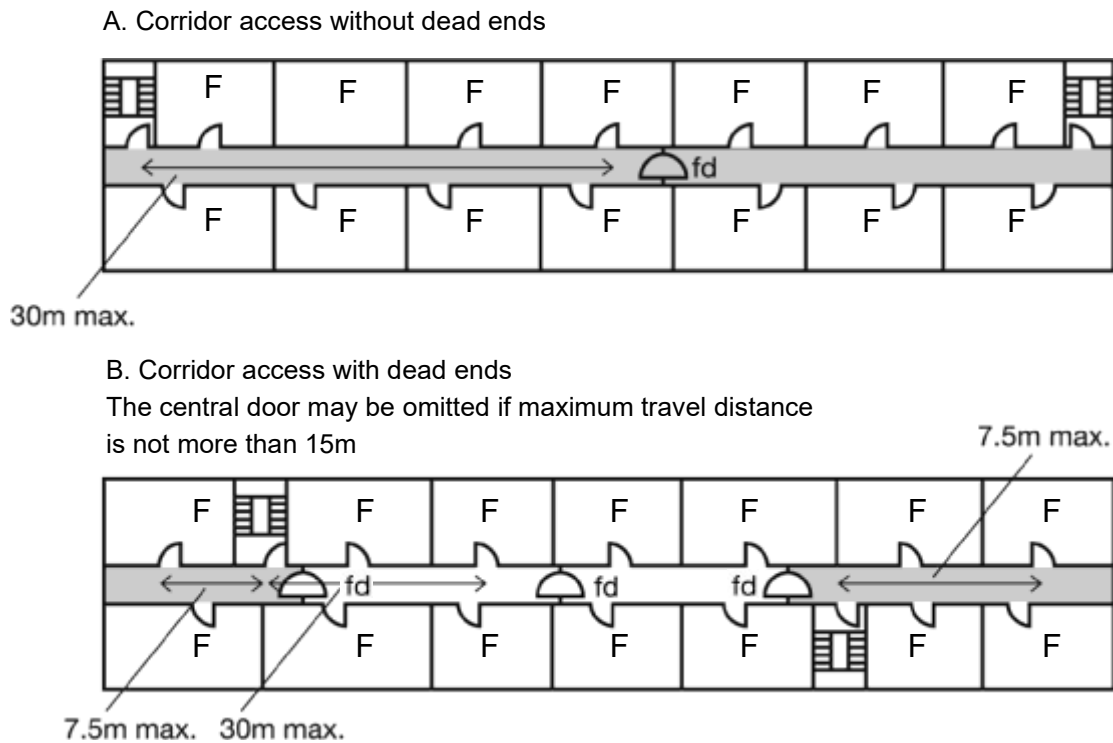 A. Corridor access without dead ends
F F F F F F F
fd
F F F F F F F
30m max.
B. Corridor access with dead ends
The central door may be omitted if maximum travel distance
is not more than 15m
7.5m max.
F F F F F F F
fd fd fd
F F F F F F F
7.5m max. 30m max.